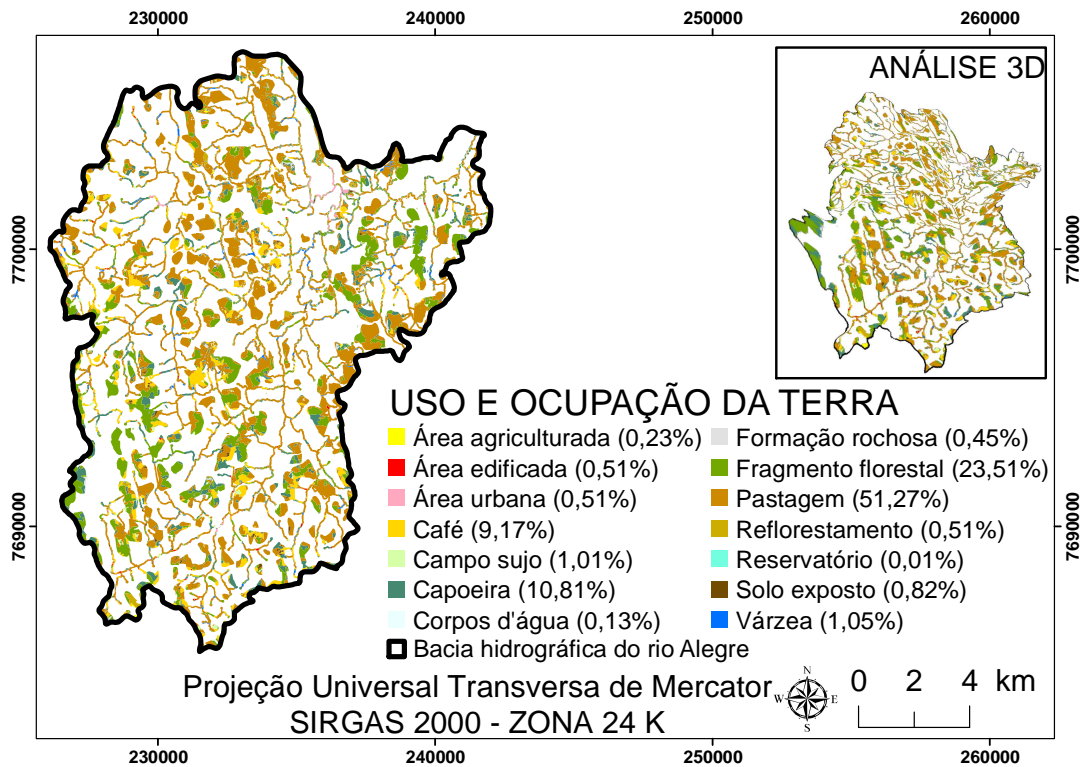 230000 240000 250000 260000
ANÁLISE 3D
7700000 7700000
USO E OCUPAÇÃO DA TERRA
Área agriculturada (0,23%)
Área edificada (0,51%)
Área urbana (0,51%)
Café (9,17%)
Campo sujo (1,01%)
Capoeira (10,81%)
Corpos d'água (0,13%)
Formação rochosa (0,45%)
Fragmento florestal (23,51%)
Pastagem (51,27%)
Reflorestamento (0,51%)
Reservatório (0,01%)
Solo exposto (0,82%)
Várzea (1,05%)
Bacia hidrográfica do rio Alegre
7690000 7690000
Projeção Universal Transversa de Mercator
SIRGAS 2000 - ZONA 24 K
N
W E
S
0 2 4 km
230000 240000 250000 260000